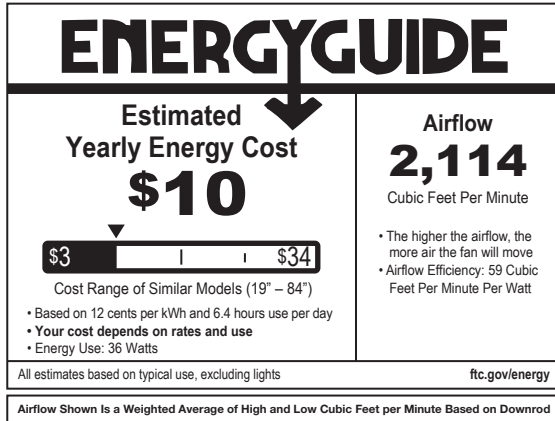 ENERGYGUIDE
Estimated
Yearly Energy Cost
$10
$3
$34
Cost Range of Similar Models (19” – 84”)
• Based on 12 cents per kWh and 6.4 hours use per day
• Your cost depends on rates and use
• Energy Use: 36 Watts
Airflow
2,114
Cubic Feet Per Minute
• The higher the airflow, the
more air the fan will move
• Airflow Efficiency: 59 Cubic
Feet Per Minute Per Watt
All estimates based on typical use, excluding lights
ftc.gov/energy
Airflow Shown Is a Weighted Average of High and Low Cubic Feet per Minute Based on Downrod